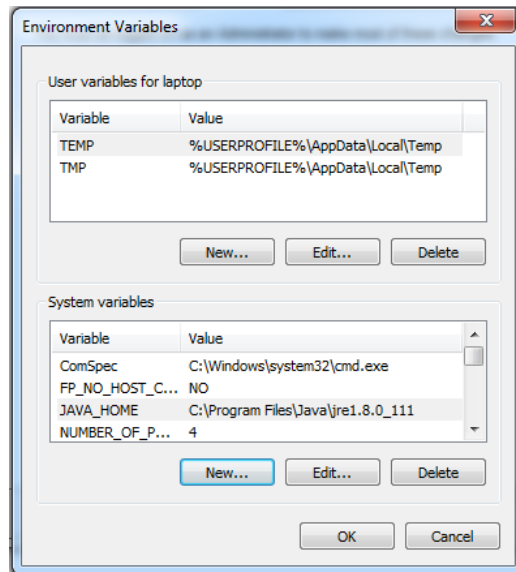 Environment Variables
User variables for laptop
Variable Value
TEMP %USERPROFILE%\AppData\Local\Temp
TMP %USERPROFILE%\AppData\Local\Temp
New... Edit... Delete
System variables
Variable Value
ComSpec C:\Windows\system32\cmd.exe
FP_NO_HOST_C... NO
JAVA_HOME C:\Program Files\Java\jre1.8.0_111
NUMBER_OF_P... 4
New... Edit... Delete
OK Cancel